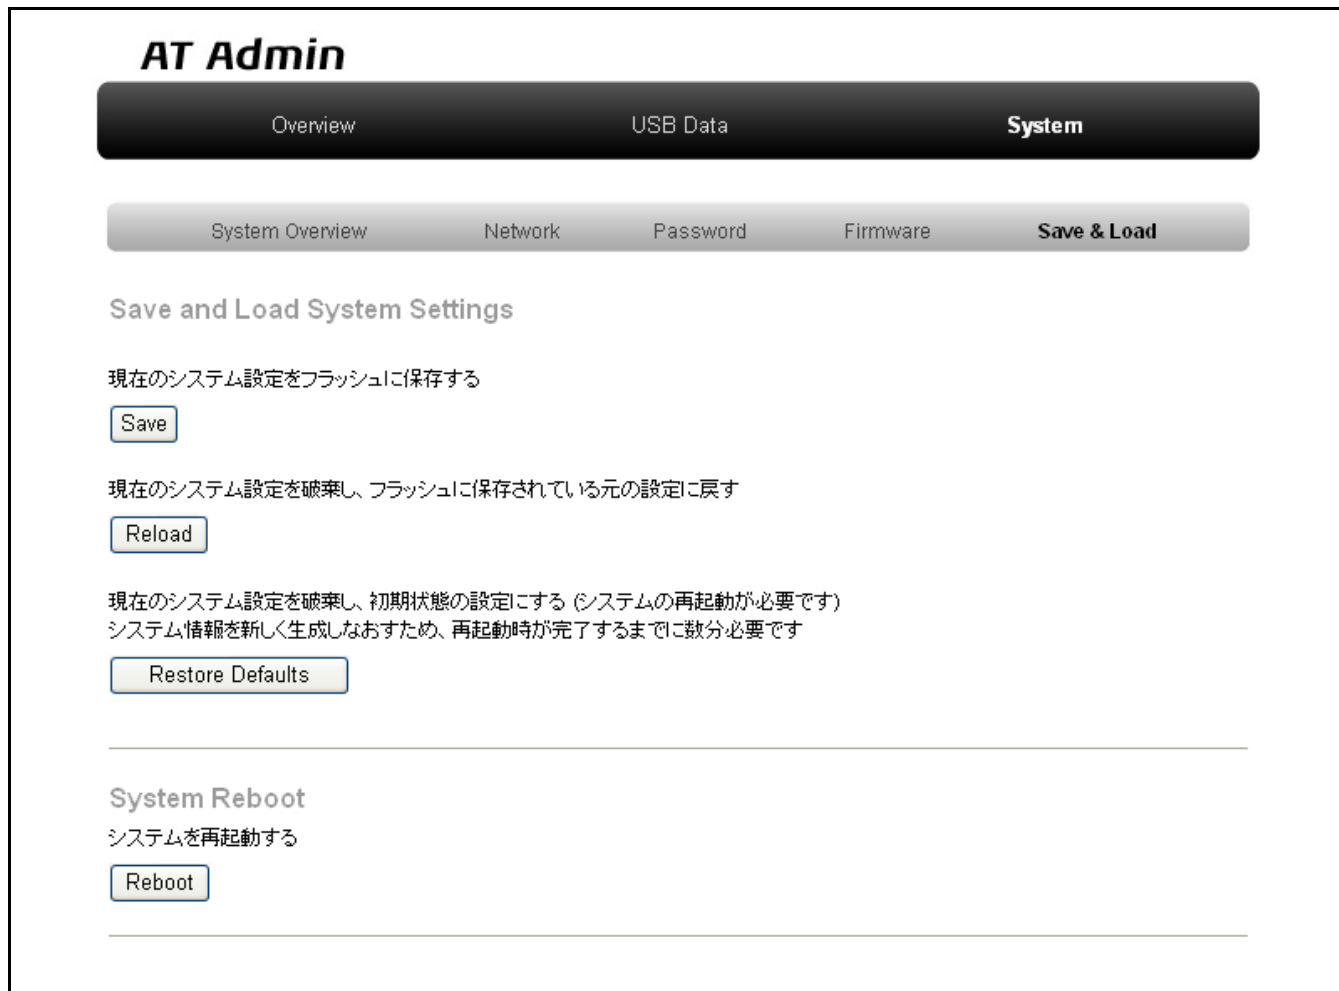 AT Admin
Overview USB Data System
System Overview Network Password Firmware Save & Load
Save and Load System Settings
現在のシステム設定をフラッシュに保存する
Save
現在のシステム設定を破棄し、フラッシュに保存されている元の設定に戻す
Reload
現在のシステム設定を破棄し、初期状態の設定にする (システムの再起動が必要です)
システム情報を新しく生成しなおすため、再起動時が完了するまでに数分必要です
Restore Defaults
System Reboot
システムを再起動する
Reboot